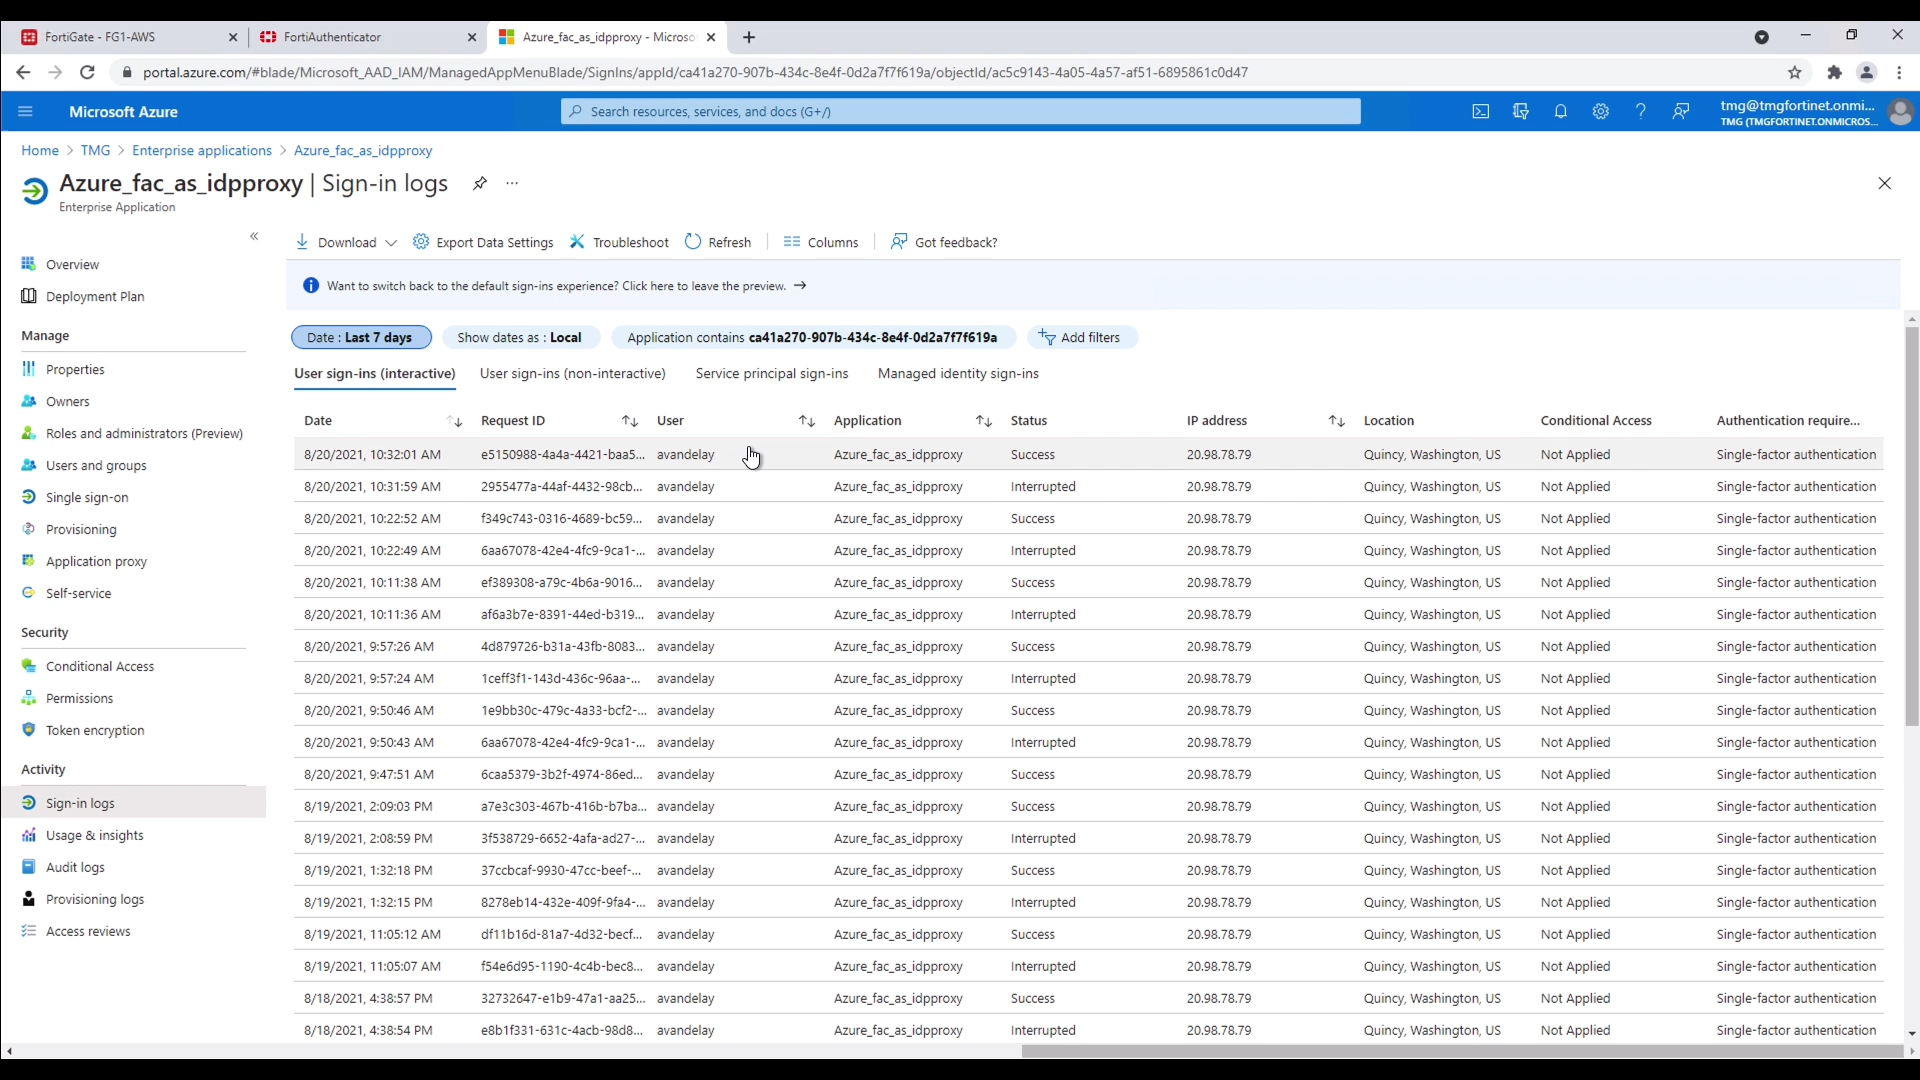 FortiGate - FG1-AWS
FortiAuthenticator
Azure_fac_as_idpproxy - Microso
portal.azure.com/#blade/Microsoft_AAD_IAM/ManagedAppMenuBlade/SignIns/appId/ca41a270-907b-434c-8e4f-0d2a7f7f619a/objectId/ac5c9143-4a05-4a57-af51-6895861c0d47
Microsoft Azure
Search resources, services, and docs (G+/)
tmg@tmgfortinet.onmi...
TMG (TMGFORTINET.ONMICROS...
Home > TMG > Enterprise applications > Azure_fac_as_idpproxy
Azure_fac_as_idpproxy | Sign-in logs
Enterprise Application
Overview
Deployment Plan
Manage
Properties
Owners
Roles and administrators (Preview)
Users and groups
Single sign-on
Provisioning
Application proxy
Self-service
Security
Conditional Access
Permissions
Token encryption
Activity
Sign-in logs
Usage & insights
Audit logs
Provisioning logs
Access reviews
Download Export Data Settings Troubleshoot Refresh Columns Got feedback?
Want to switch back to the default sign-ins experience? Click here to leave the preview.
Date : Last 7 days Show dates as : Local Application contains ca41a270-907b-434c-8e4f-0d2a7f7f619a Add filters
User sign-ins (interactive) User sign-ins (non-interactive) Service principal sign-ins Managed identity sign-ins
Date Request ID User Application Status IP address Location Conditional Access Authentication require...
8/20/2021, 10:32:01 AM e5150988-4a4a-4421-baa5... avandelay Azure_fac_as_idpproxy Success 20.98.78.79 Quincy, Washington, US Not Applied Single-factor authentication
8/20/2021, 10:31:59 AM 2955477a-44af-4432-98cb... avandelay Azure_fac_as_idpproxy Interrupted 20.98.78.79 Quincy, Washington, US Not Applied Single-factor authentication
8/20/2021, 10:22:52 AM f349c743-0316-4689-bc59... avandelay Azure_fac_as_idpproxy Success 20.98.78.79 Quincy, Washington, US Not Applied Single-factor authentication
8/20/2021, 10:22:49 AM 6aa67078-42e4-4fc9-9ca1-... avandelay Azure_fac_as_idpproxy Interrupted 20.98.78.79 Quincy, Washington, US Not Applied Single-factor authentication
8/20/2021, 10:11:38 AM ef389308-a79c-4b6a-9016... avandelay Azure_fac_as_idpproxy Success 20.98.78.79 Quincy, Washington, US Not Applied Single-factor authentication
8/20/2021, 10:11:36 AM af6a3b7e-8391-44ed-b319... avandelay Azure_fac_as_idpproxy Interrupted 20.98.78.79 Quincy, Washington, US Not Applied Single-factor authentication
8/20/2021, 9:57:26 AM 4d879726-b31a-43fb-8083... avandelay Azure_fac_as_idpproxy Success 20.98.78.79 Quincy, Washington, US Not Applied Single-factor authentication
8/20/2021, 9:57:24 AM 1ceff3f1-143d-436c-96aa-... avandelay Azure_fac_as_idpproxy Interrupted 20.98.78.79 Quincy, Washington, US Not Applied Single-factor authentication
8/20/2021, 9:50:46 AM 1e9bb30c-479c-4a33-bcf2-... avandelay Azure_fac_as_idpproxy Success 20.98.78.79 Quincy, Washington, US Not Applied Single-factor authentication
8/20/2021, 9:50:43 AM 6aa67078-42e4-4fc9-9ca1-... avandelay Azure_fac_as_idpproxy Interrupted 20.98.78.79 Quincy, Washington, US Not Applied Single-factor authentication
8/20/2021, 9:47:51 AM 6caa5379-3b2f-4974-86ed... avandelay Azure_fac_as_idpproxy Success 20.98.78.79 Quincy, Washington, US Not Applied Single-factor authentication
8/19/2021, 2:09:03 PM a7e3c303-467b-416b-b7ba... avandelay Azure_fac_as_idpproxy Success 20.98.78.79 Quincy, Washington, US Not Applied Single-factor authentication
8/19/2021, 2:08:59 PM 3f538729-6652-4afa-ad27-... avandelay Azure_fac_as_idpproxy Interrupted 20.98.78.79 Quincy, Washington, US Not Applied Single-factor authentication
8/19/2021, 1:32:18 PM 37ccbcaf-9930-47cc-beef-... avandelay Azure_fac_as_idpproxy Success 20.98.78.79 Quincy, Washington, US Not Applied Single-factor authentication
8/19/2021, 1:32:15 PM 8278eb14-432e-409f-9fa4-... avandelay Azure_fac_as_idpproxy Interrupted 20.98.78.79 Quincy, Washington, US Not Applied Single-factor authentication
8/19/2021, 11:05:12 AM df11b16d-81a7-4d32-becf... avandelay Azure_fac_as_idpproxy Success 20.98.78.79 Quincy, Washington, US Not Applied Single-factor authentication
8/19/2021, 11:05:07 AM f54e6d95-1190-4c4b-bec8... avandelay Azure_fac_as_idpproxy Interrupted 20.98.78.79 Quincy, Washington, US Not Applied Single-factor authentication
8/18/2021, 4:38:57 PM 32732647-e1b9-47a1-aa25... avandelay Azure_fac_as_idpproxy Success 20.98.78.79 Quincy, Washington, US Not Applied Single-factor authentication
8/18/2021, 4:38:54 PM e8b1f331-631c-4acb-98d8... avandelay Azure_fac_as_idpproxy Interrupted 20.98.78.79 Quincy, Washington, US Not Applied Single-factor authentication